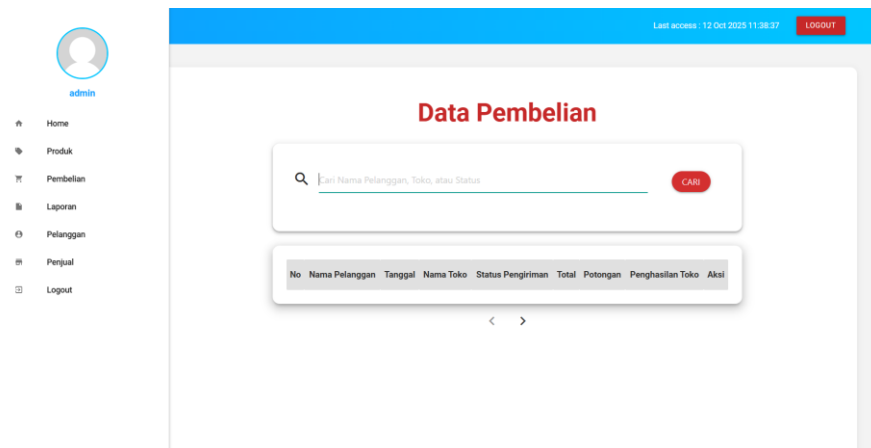 Last access : 12 Oct 2025 11:38:37
LOGOUT
admin
Home
Produk
Pembelian
Laporan
Pelanggan
Penjual
Logout
Data Pembelian
Cari Nama Pelanggan, Toko, atau Status
CARI
No Nama Pelanggan Tanggal Nama Toko Status Pengiriman Total Potongan Penghasilan Toko Aksi